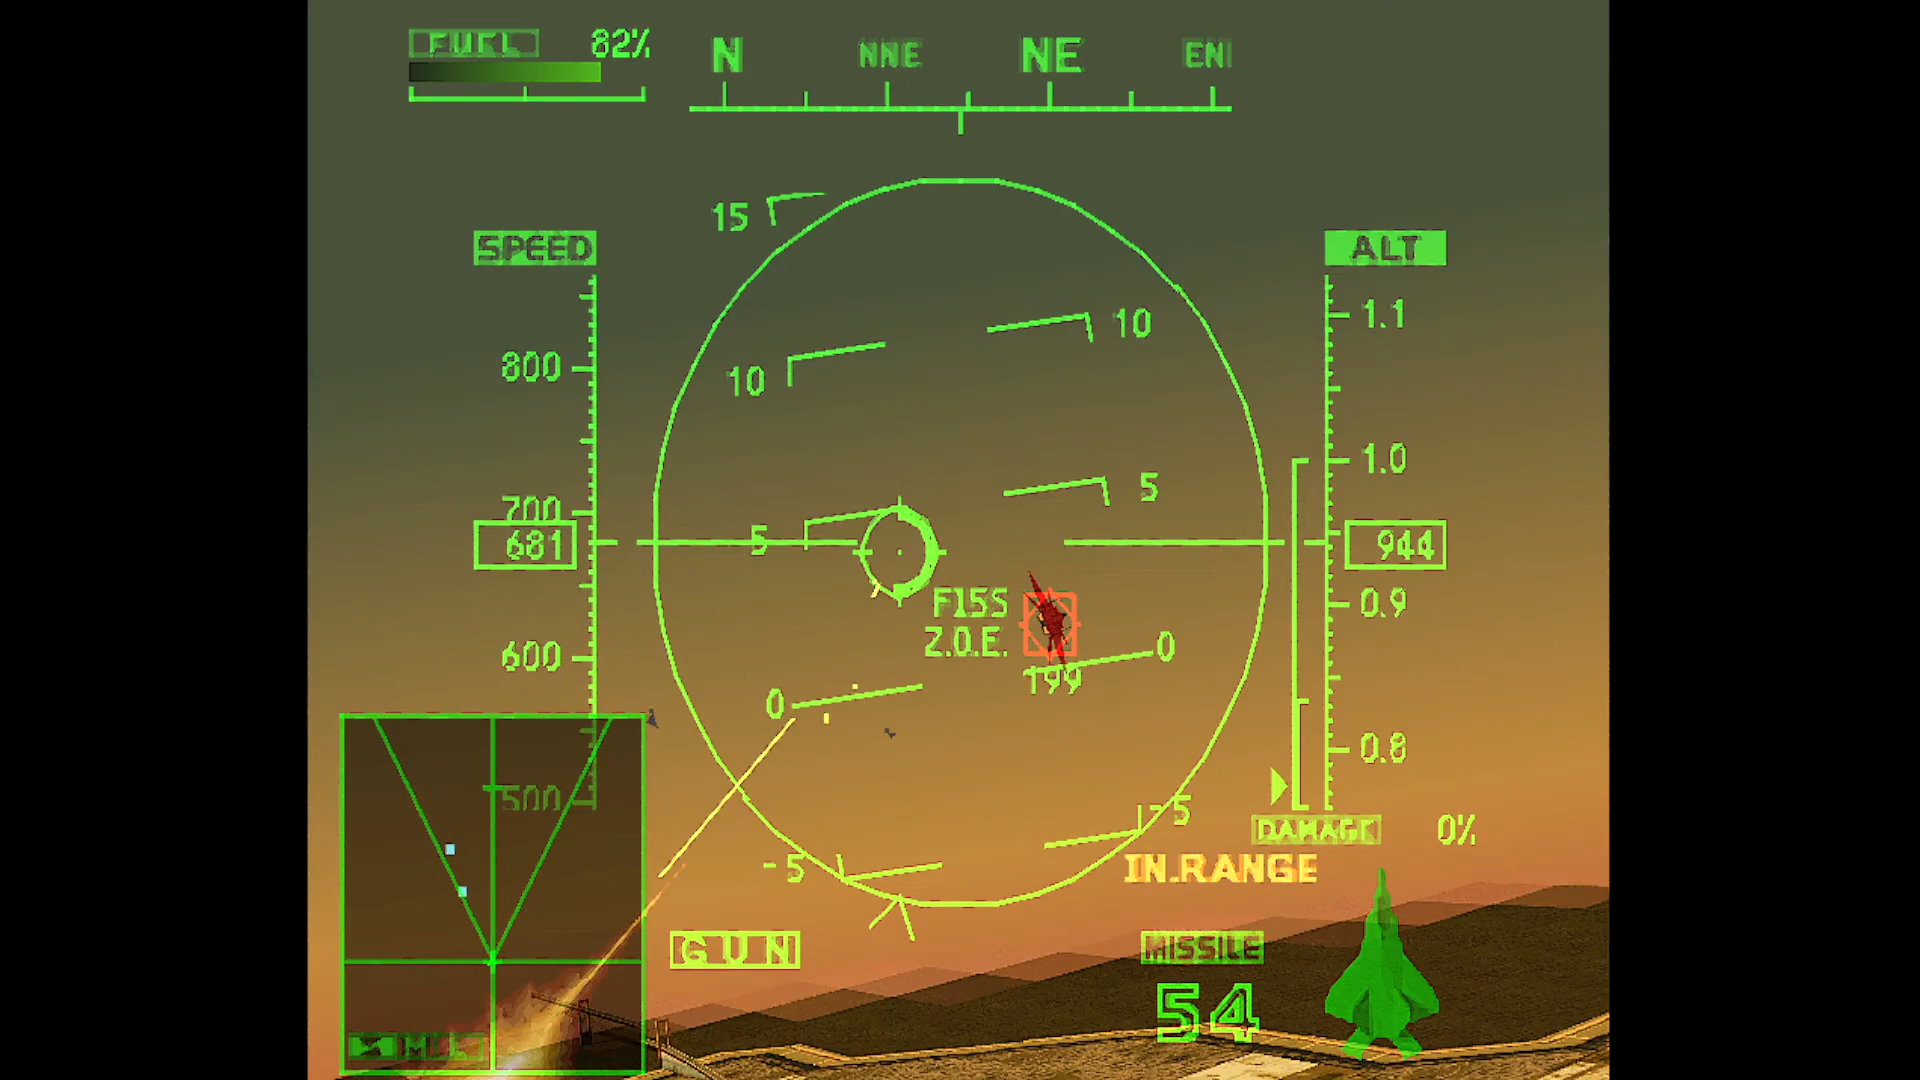 FUEL 82%
N NNE NE EN
15
SPEED
ALT
1.1
10
10
800
1.0
5
700
681
5
944
F15S
0.9
Z.O.E.
600
0
199
0
0.8
500
-5
DAMAGE 0%
-5
IN.RANGE
GUN
MISSILE
54